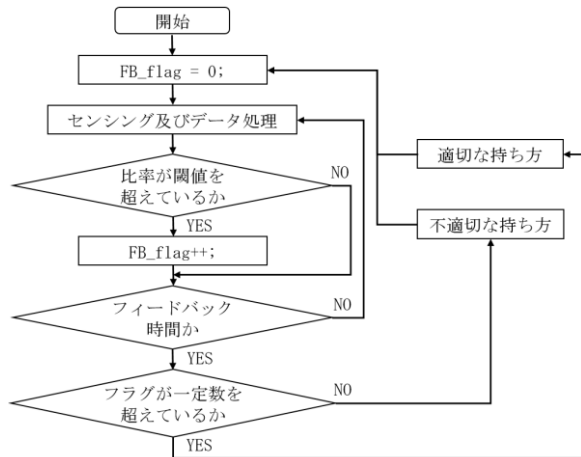 開始
FB_flag = 0;
センシング及びデータ処理
比率が閾値を
超えているか
NO
YES
FB_flag++;
フィードバック
時間か
NO
YES
フラグが一定数を
超えているか
NO
YES
適切な持ち方
不適切な持ち方